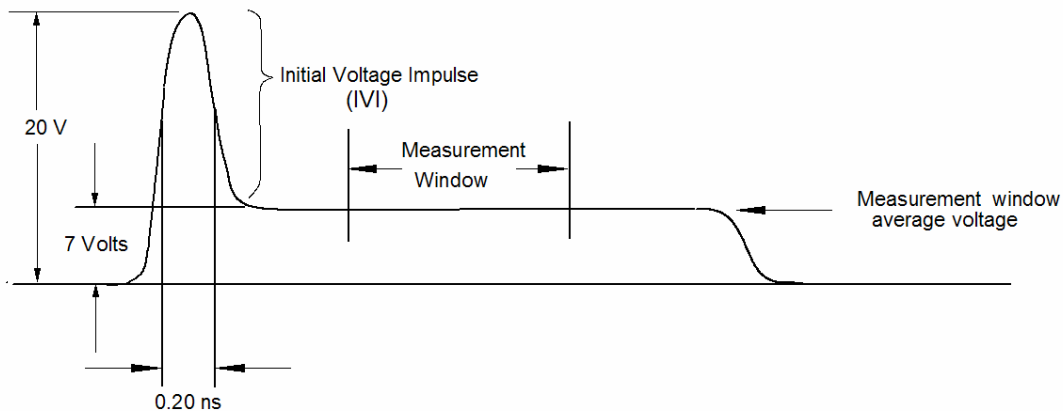 Initial Voltage Impulse
(IVI)
20 V
Measurement
Window
Measurement window
average voltage
7 Volts
0.20 ns